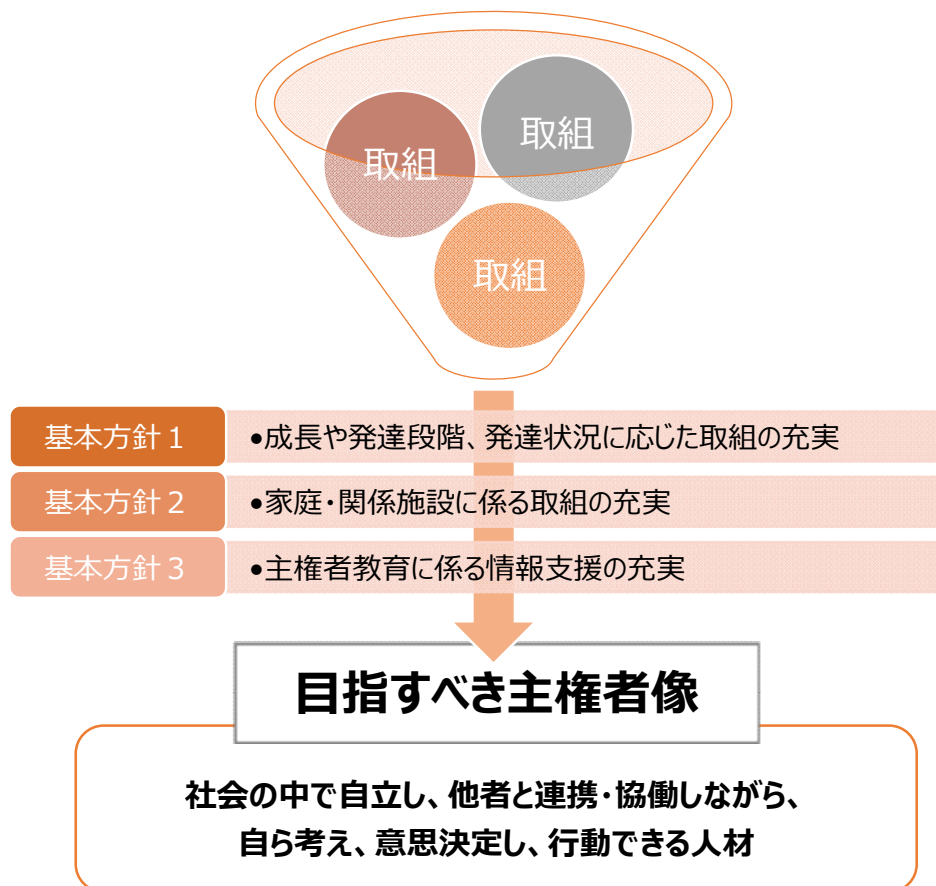 取組
取組
取組
基本方針１
•成長や発達段階、発達状況に応じた取組の充実
基本方針２
•家庭・関係施設に係る取組の充実
基本方針３
•主権者教育に係る情報支援の充実
目指すべき主権者像
社会の中で自立し、他者と連携・協働しながら、
自ら考え、意思決定し、行動できる人材